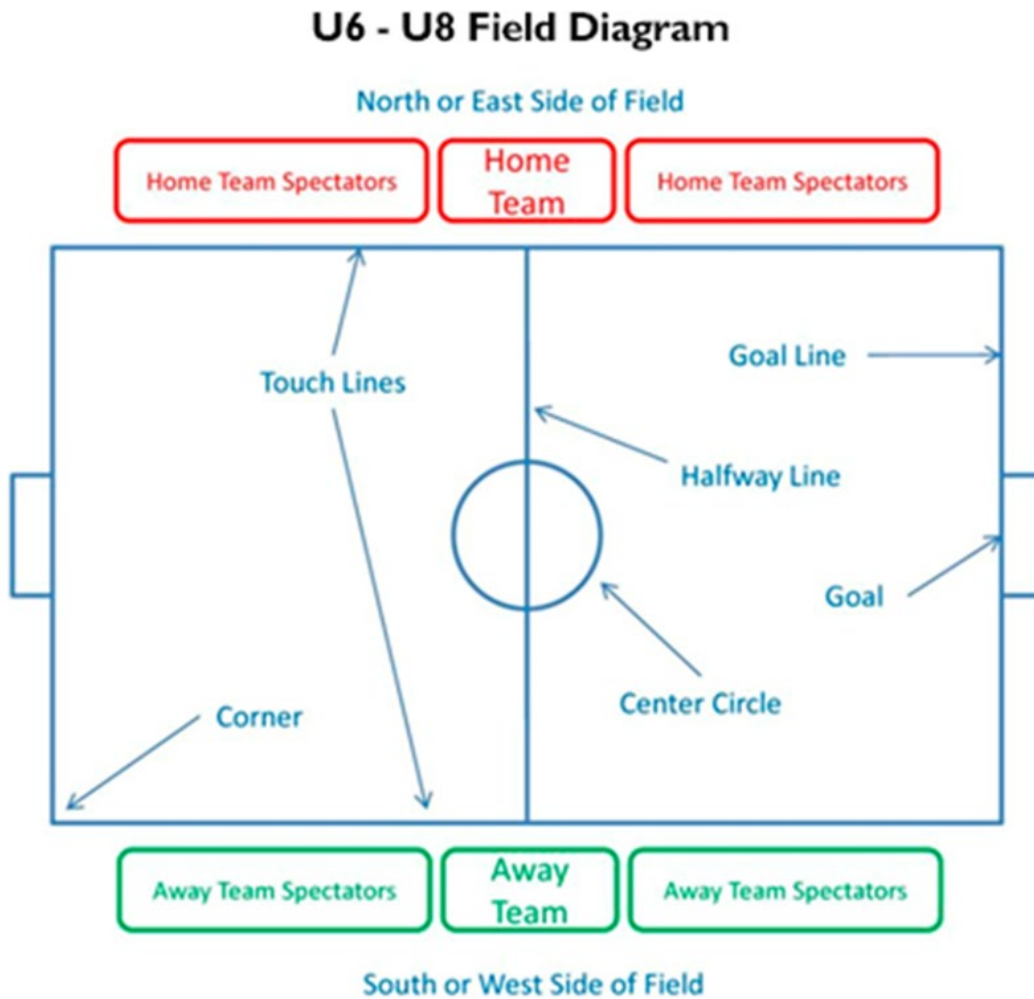 U6 - U8 Field Diagram
North or East Side of Field
Home Team Spectators
Home
Team
Home Team Spectators
Touch Lines
Goal Line
Halfway Line
Goal
Center Circle
Corner
Away Team Spectators
Away
Team
Away Team Spectators
South or West Side of Field